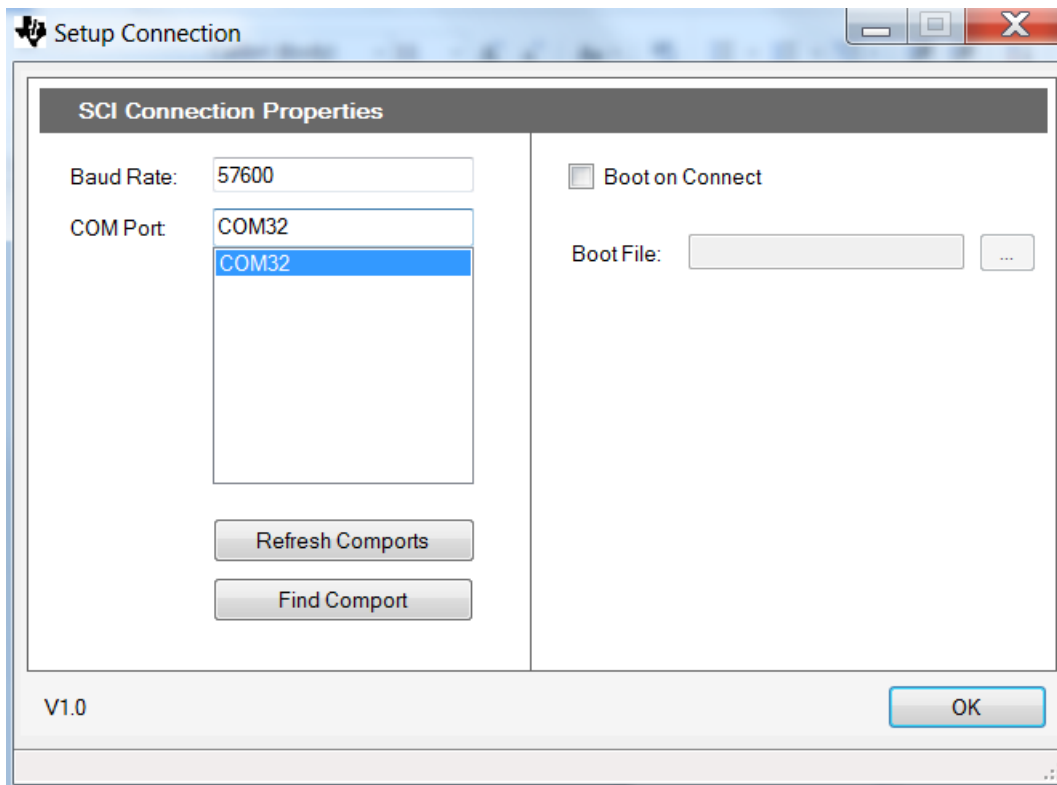 Setup Connection
SCI Connection Properties
Baud Rate: 57600
COM Port: COM32
COM32
Refresh Comports
Find Comport
Boot on Connect
Boot File: ...
V1.0
OK